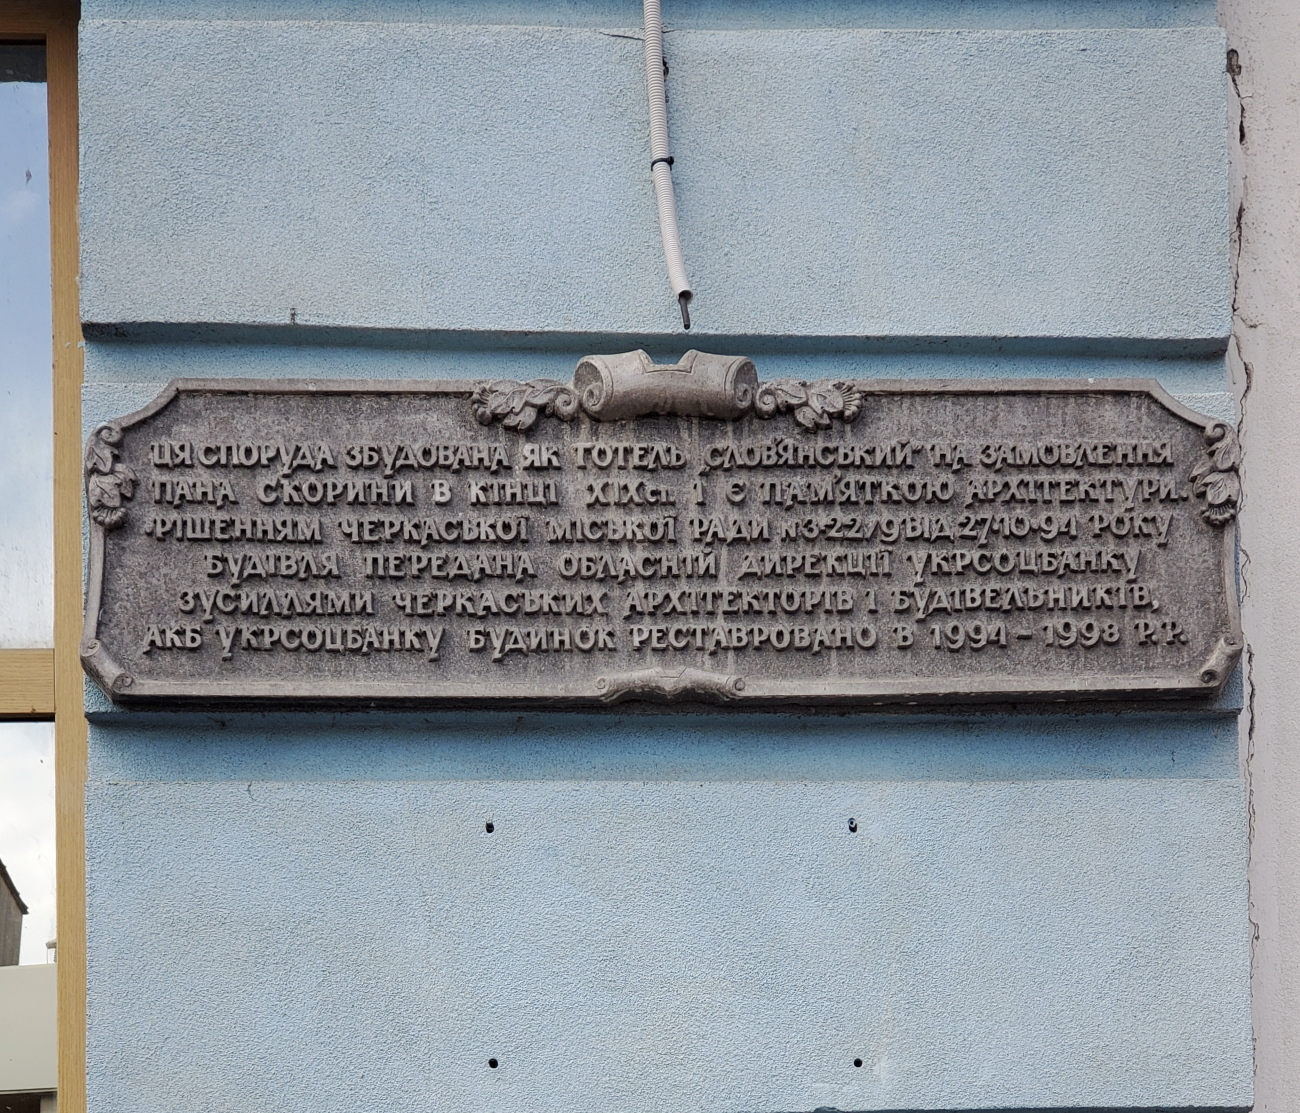 ЦЯ СПОРУДА ЗБУДОВАНА ЯК ГОТЕЛЬ "СЛОВ'ЯНСЬКИЙ" НА ЗАМОВЛЕННЯ
ПАНА СКОРИНИ В КІНЦІ XIX СТ. І Є ПАМ'ЯТКОЮ АРХІТЕКТУРИ.
РІШЕННЯМ ЧЕРКАСЬКОЇ МІСЬКОЇ РАДИ №3-22/9 ВІД 27·10·94 РОКУ
БУДІВЛЯ ПЕРЕДАНА ОБЛАСНІЙ ДИРЕКЦІЇ УКРСОЦБАНКУ
ЗУСИЛЛЯМИ ЧЕРКАСЬКИХ АРХІТЕКТОРІВ І БУДІВЕЛЬНИКІВ,
АКБ УКРСОЦБАНКУ БУДИНОК РЕСТАВРОВАНО В 1994 – 1998 Р.Р.